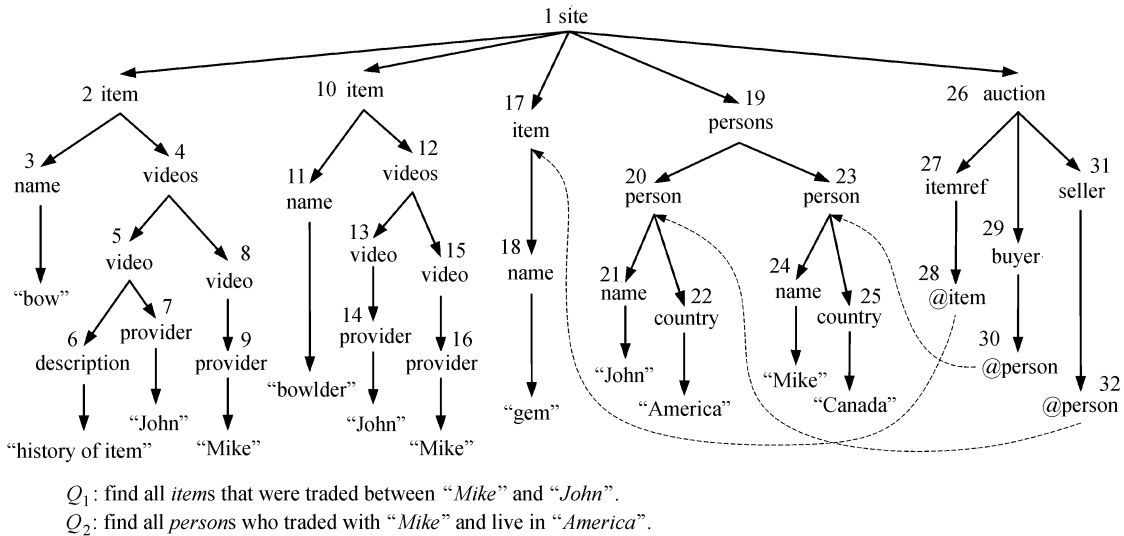 1 site
2 item
10 item
17
item
19
persons
26 auction
3
name
4
videos
11
name
12
videos
20
person
23
person
27
itemref
31
seller
5
video
8
video
13
video
15
video
18
name
21
name
22
country
24
name
25
country
28
@item
29
buyer
"bow"
6
description
7
provider
9
provider
14
provider
16
provider
30
@person
32
@person
"bowlder"
"John"
"America"
"Mike"
"Canada"
"history of item"
"John"
"Mike"
"John"
"Mike"
"gem"
Q1: find all items that were traded between "Mike" and "John".
Q2: find all persons who traded with "Mike" and live in "America".